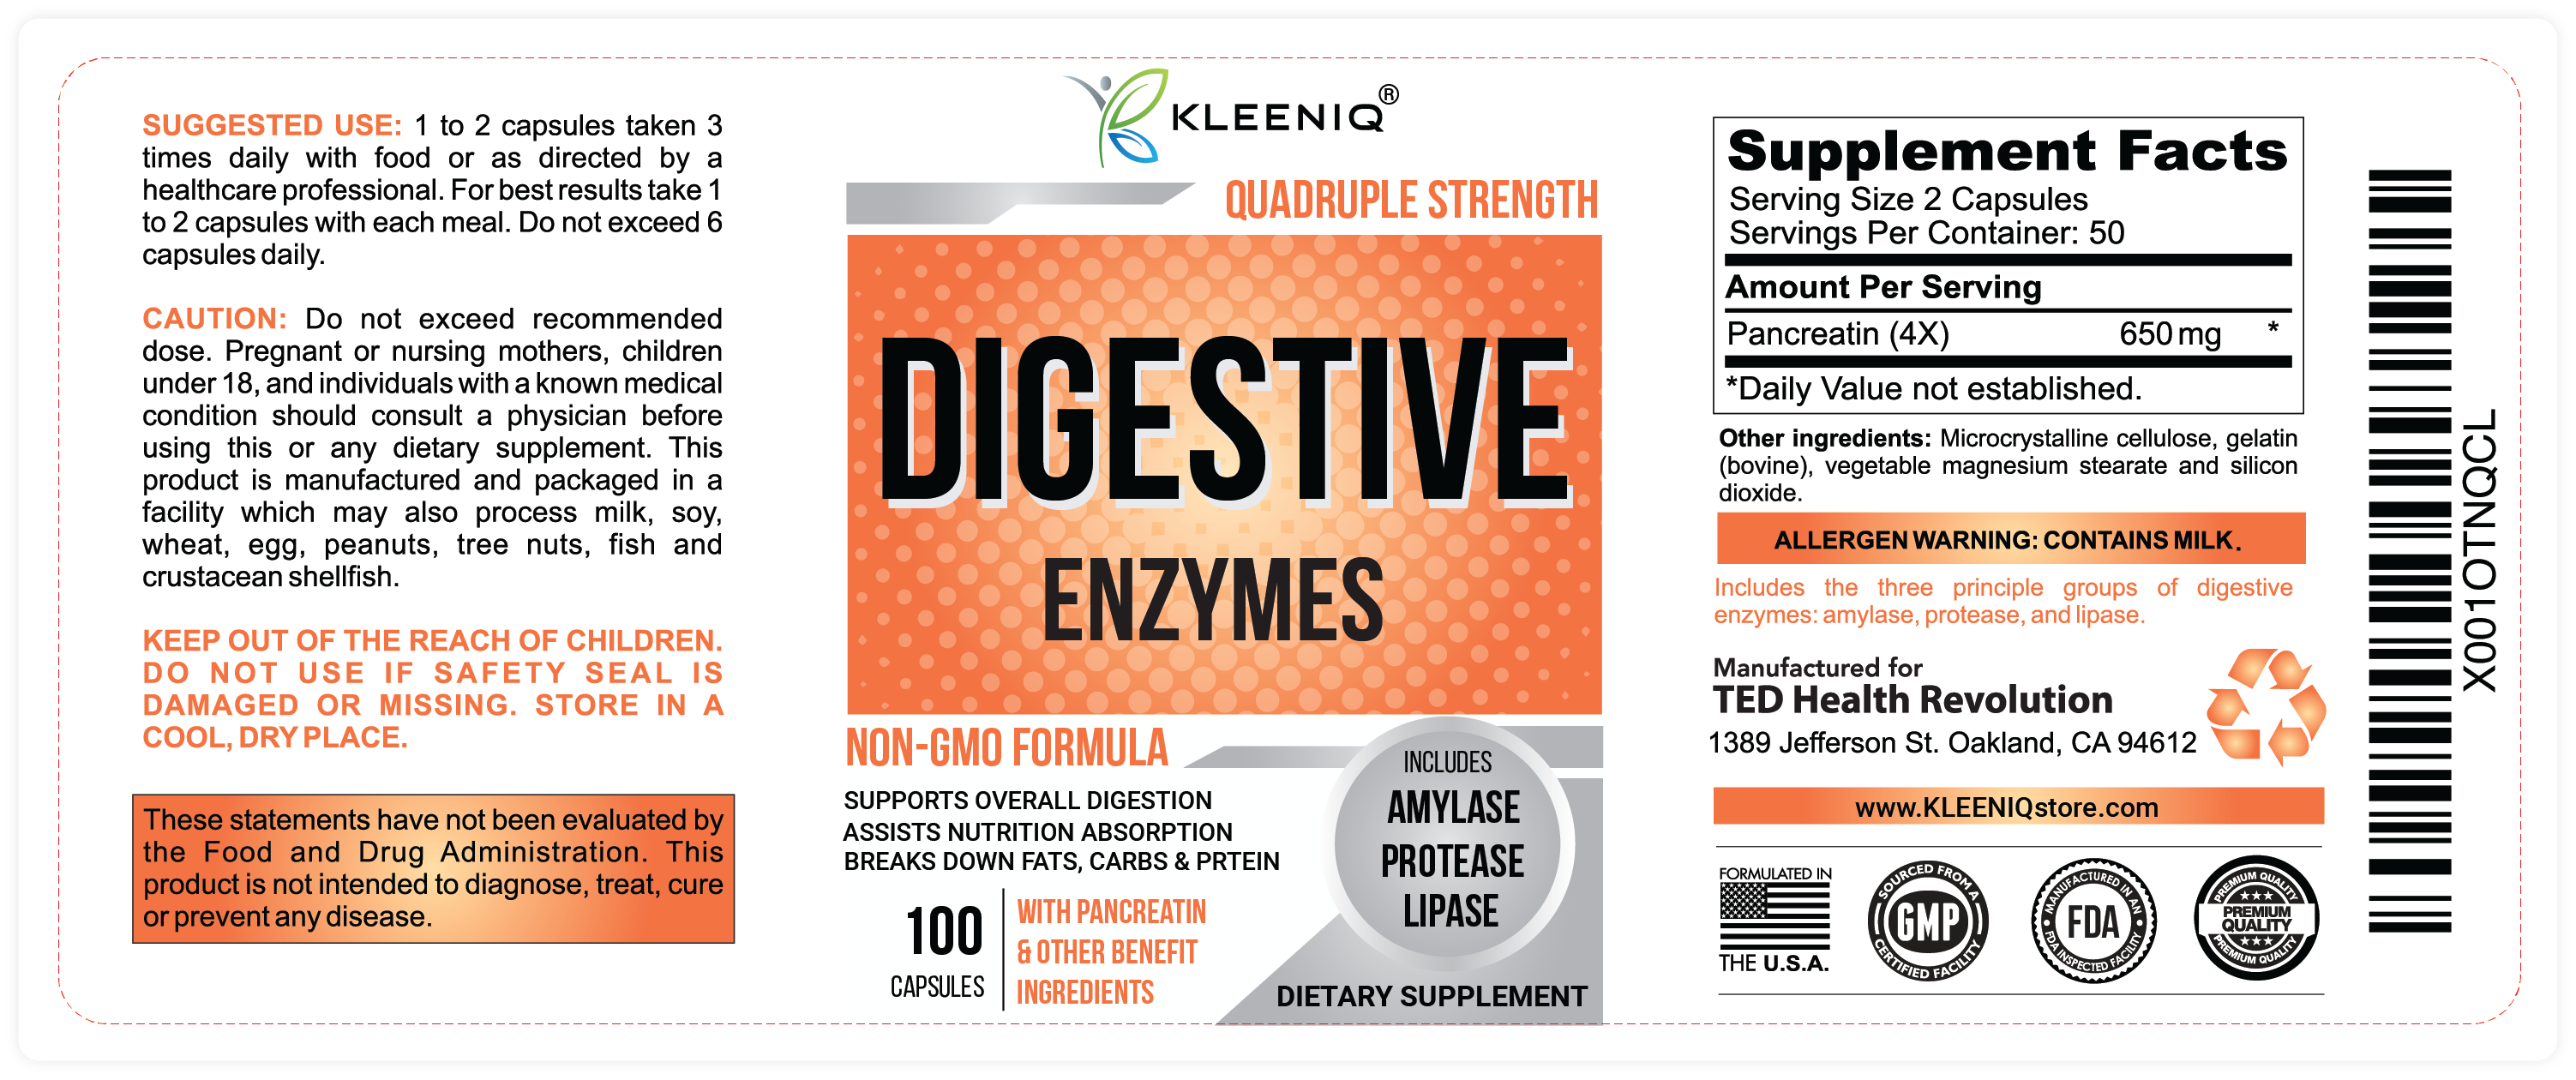 SUGGESTED USE: 1 to 2 capsules taken 3
times daily with food or as directed by a
healthcare professional. For best results take 1
to 2 capsules with each meal. Do not exceed 6
capsules daily.
CAUTION: Do not exceed recommended
dose. Pregnant or nursing mothers, children
under 18, and individuals with a known medical
condition should consult a physician before
using this or any dietary supplement. This
product is manufactured and packaged in a
facility which may also process milk, soy,
wheat, egg, peanuts, tree nuts, fish and
crustacean shellfish.
KEEP OUT OF THE REACH OF CHILDREN.
DO NOT USE IF SAFETY SEAL IS
DAMAGED OR MISSING. STORE IN A
COOL, DRY PLACE.
These statements have not been evaluated by
the Food and Drug Administration. This
product is not intended to diagnose, treat, cure
or prevent any disease.
KLEENIQ®
QUADRUPLE STRENGTH
DIGESTIVE
ENZYMES
NON-GMO FORMULA
SUPPORTS OVERALL DIGESTION
ASSISTS NUTRITION ABSORPTION
BREAKS DOWN FATS, CARBS & PRTEIN
100
CAPSULES
WITH PANCREATIN
& OTHER BENEFIT
INGREDIENTS
INCLUDES
AMYLASE
PROTEASE
LIPASE
DIETARY SUPPLEMENT
Supplement Facts
Serving Size 2 Capsules
Servings Per Container: 50
Amount Per Serving
Pancreatin (4X) 650 mg *
*Daily Value not established.
Other ingredients: Microcrystalline cellulose, gelatin
(bovine), vegetable magnesium stearate and silicon
dioxide.
ALLERGEN WARNING: CONTAINS MILK.
Includes the three principle groups of digestive
enzymes: amylase, protease, and lipase.
Manufactured for
TED Health Revolution
1389 Jefferson St. Oakland, CA 94612
www.KLEENIQstore.com
FORMULATED IN
THE U.S.A.
SOURCED FROM A
GMP
CERTIFIED FACILITY
MANUFACTURED IN AN
FDA
FDA INSPECTED FACILITY
PREMIUM QUALITY
PREMIUM
QUALITY
PREMIUM QUALITY
X001OTNQCL